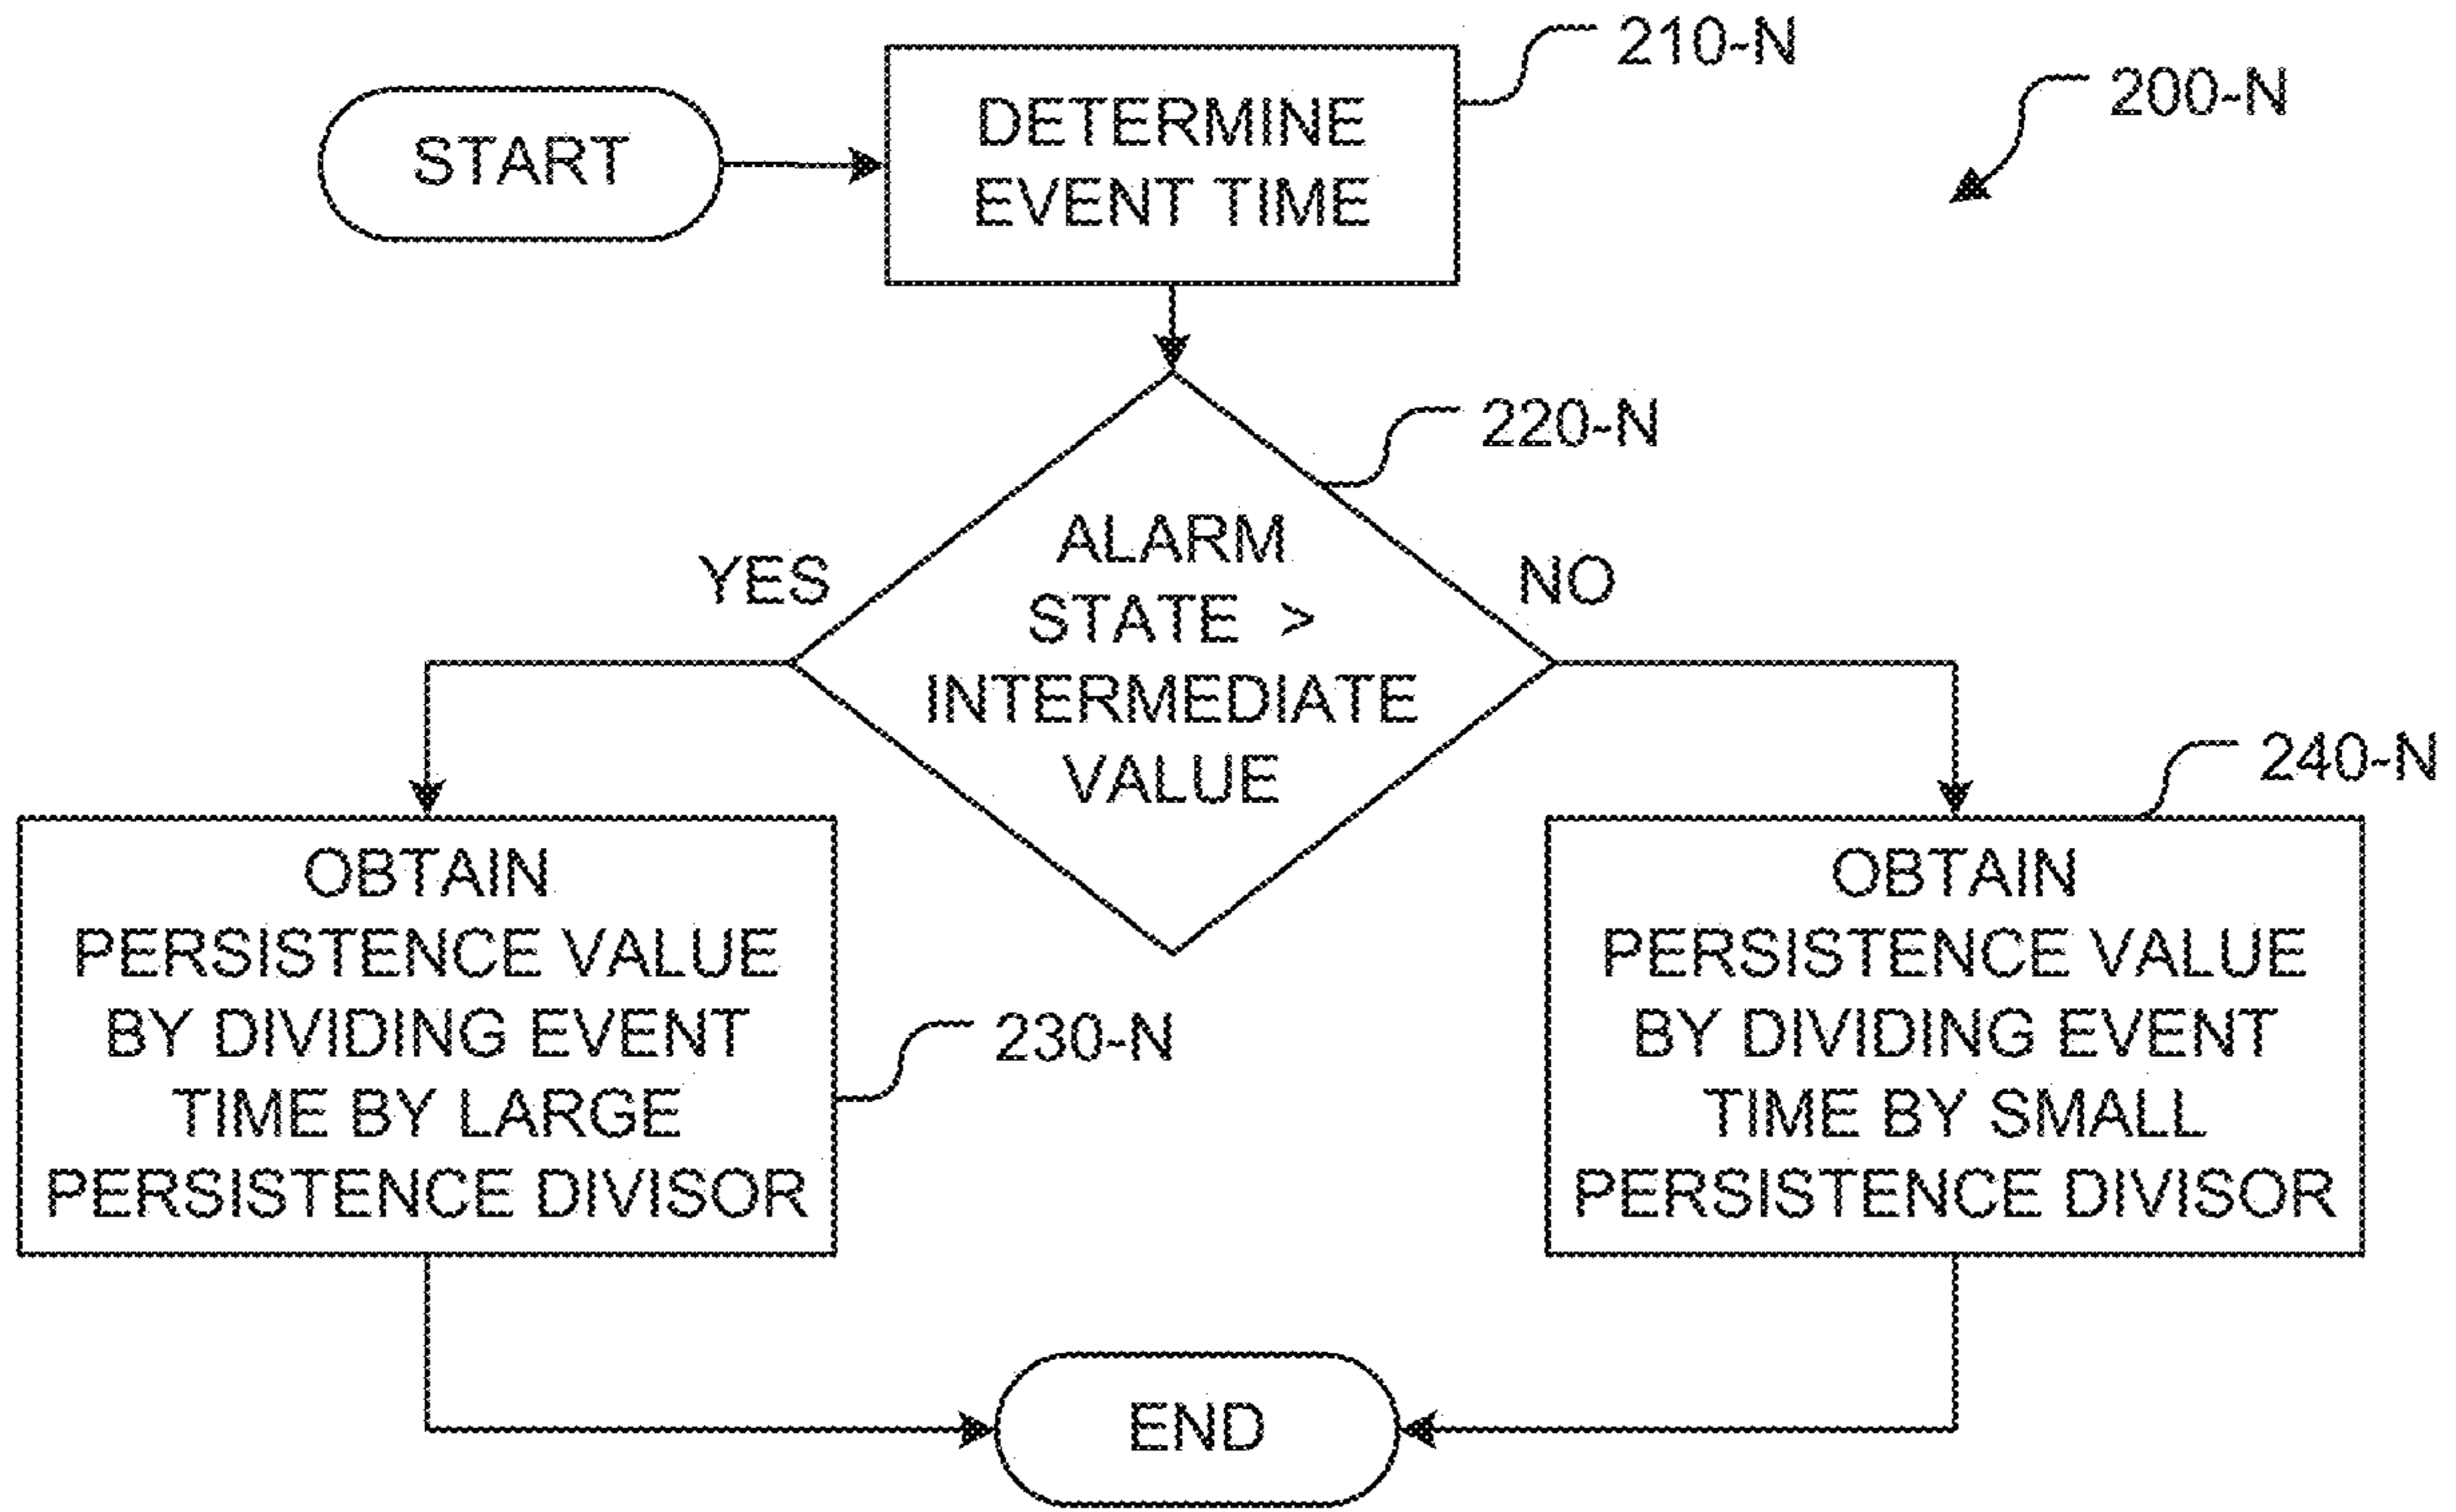 210-N
200-N
START
DETERMINE
EVENT TIME
220-N
ALARM
STATE >
INTERMEDIATE
VALUE
YES
NO
240-N
OBTAIN
PERSISTENCE VALUE
BY DIVIDING EVENT
TIME BY LARGE
PERSISTENCE DIVISOR
230-N
OBTAIN
PERSISTENCE VALUE
BY DIVIDING EVENT
TIME BY SMALL
PERSISTENCE DIVISOR
END